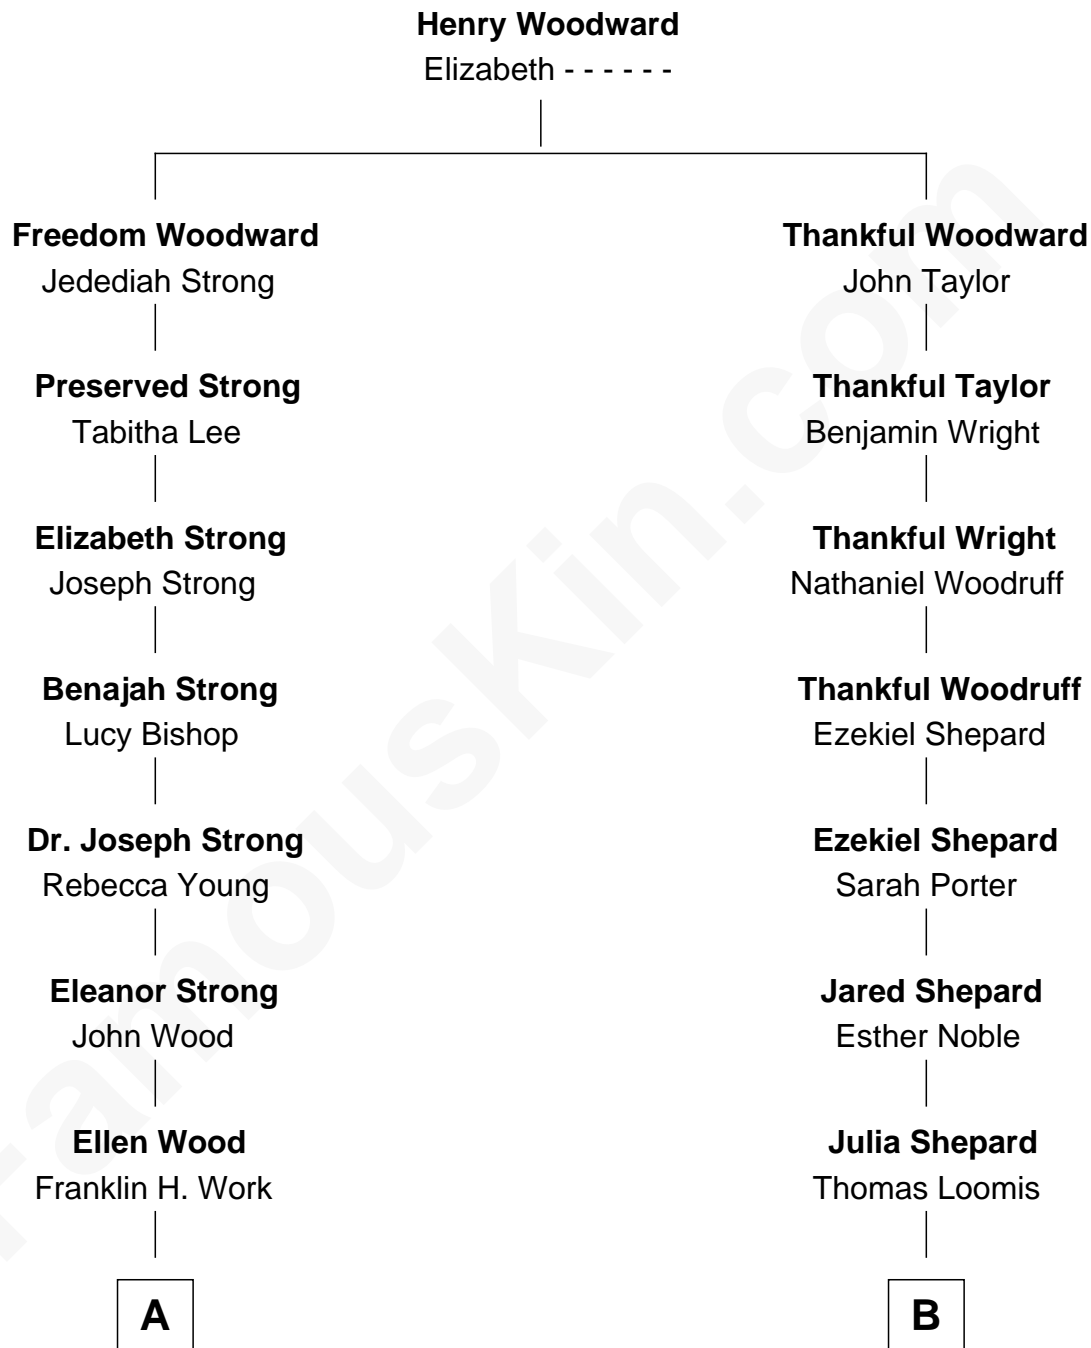 Henry Woodward
Elizabeth - - - - - -
Freedom Woodward
Jedediah Strong
Thankful Woodward
John Taylor
Preserved Strong
Tabitha Lee
Thankful Taylor
Benjamin Wright
Elizabeth Strong
Joseph Strong
Thankful Wright
Nathaniel Woodruff
Benajah Strong
Lucy Bishop
Thankful Woodruff
Ezekiel Shepard
Dr. Joseph Strong
Rebecca Young
Ezekiel Shepard
Sarah Porter
Eleanor Strong
John Wood
Jared Shepard
Esther Noble
Ellen Wood
Franklin H. Work
Julia Shepard
Thomas Loomis
A
B
FamousKin.com